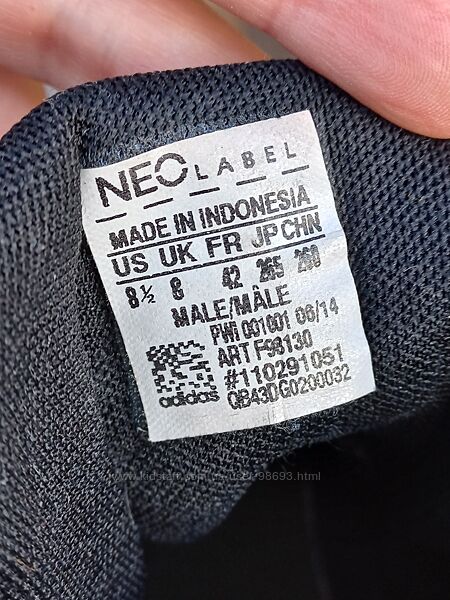 NEO LABEL
MADE IN INDONESIA
US UK FR JP CHN
8½ 8 42 265 260
MALE/MÂLE
PWI 001001 06/14
ART F98130
#110291051
QB43DG0200032
adidas